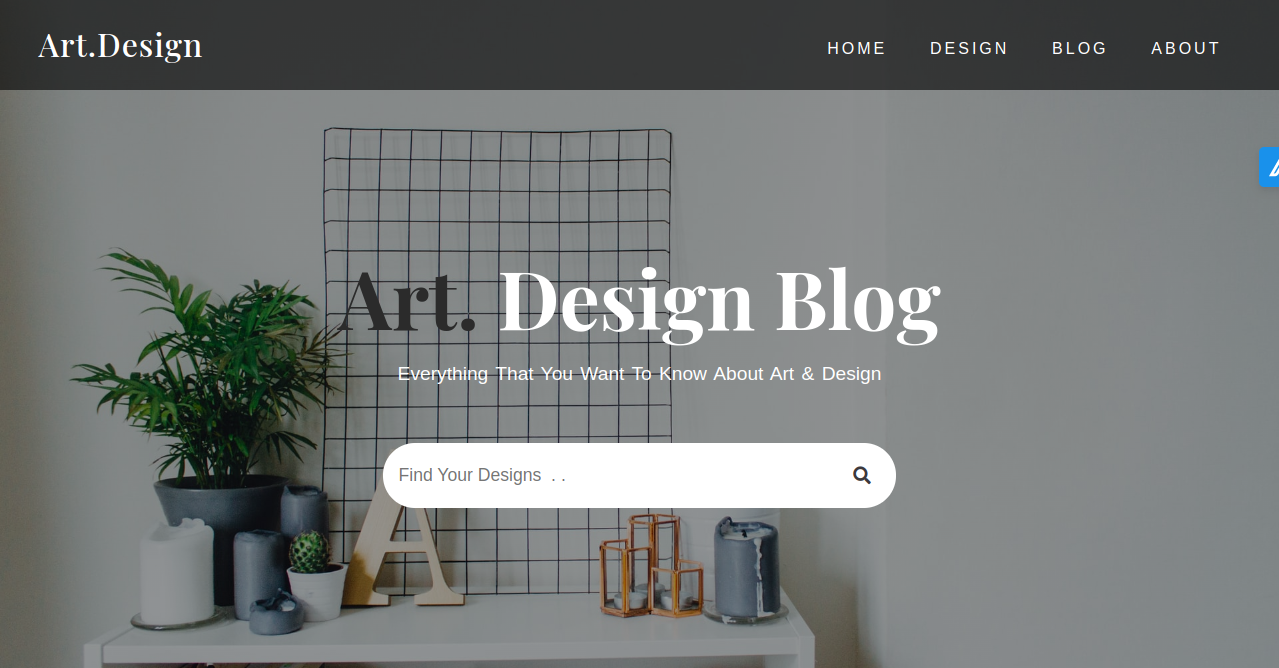 Art.Design
HOME DESIGN BLOG ABOUT
Art. Design Blog
Everything That You Want To Know About Art & Design
Find Your Designs . .
A